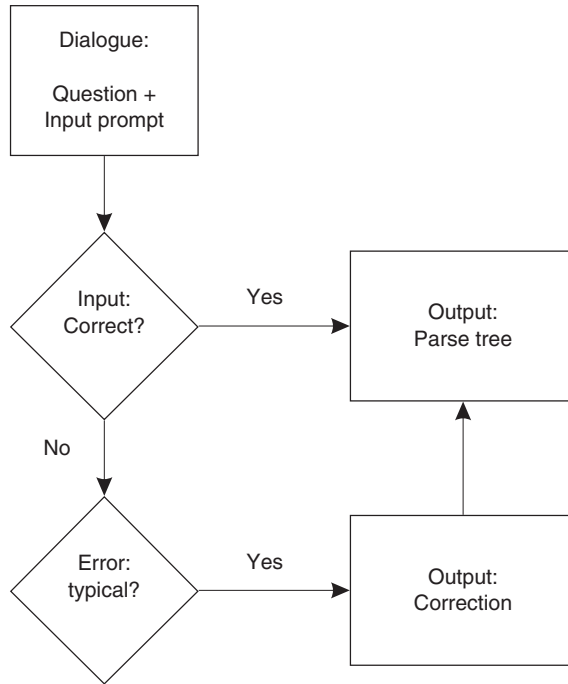 Dialogue:
Question +
Input prompt
Input:
Correct?
Yes
Output:
Parse tree
No
Error:
typical?
Yes
Output:
Correction